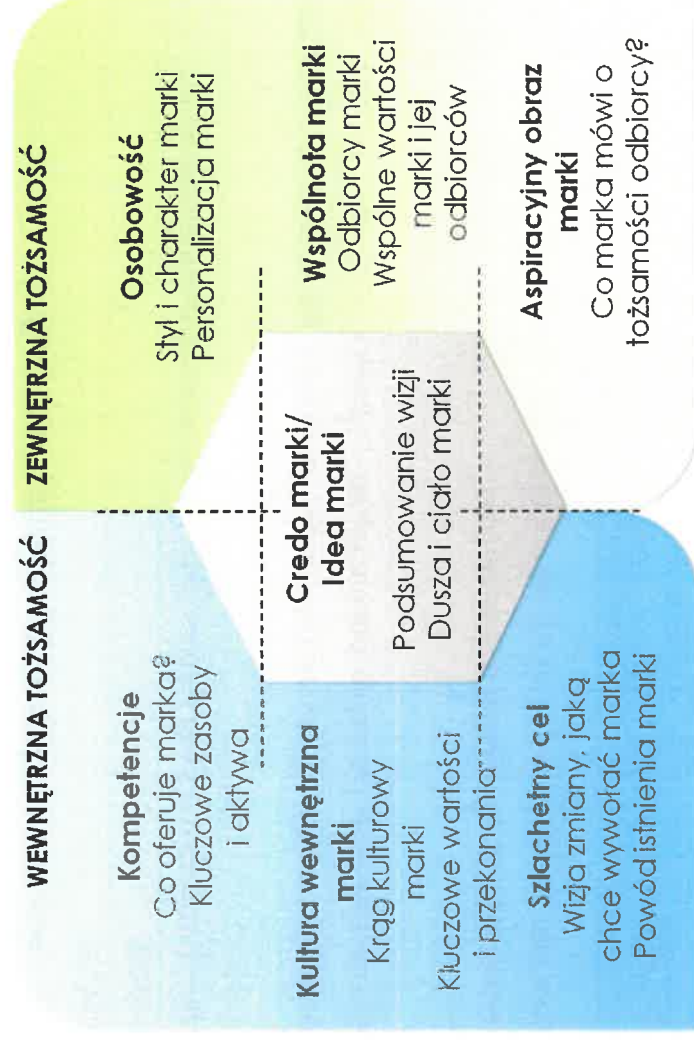 WEWNĘTRZNA TOŻSAMOŚĆ
ZEWNĘTRZNA TOŻSAMOŚĆ
Kompetencje
Co oferuje marka?
Kluczowe zasoby
i aktywa
Osobowość
Styl i charakter marki
Personalizacja marki
Kultura wewnętrzna
marki
Krąg kulturowy
marki
Kluczowe wartości
i przekonania
Credo marki/
Idea marki
Podsumowanie wizji
Dusza i ciało marki
Wspólnota marki
Odbiorcy marki
Wspólne wartości
marki i jej
odbiorców
Szlachetny cel
Wizja zmiany, jaką
chce wywołać marka
Powód istnienia marki
Aspiracyjny obraz
marki
Co marka mówi o
tożsamości odbiorcy?